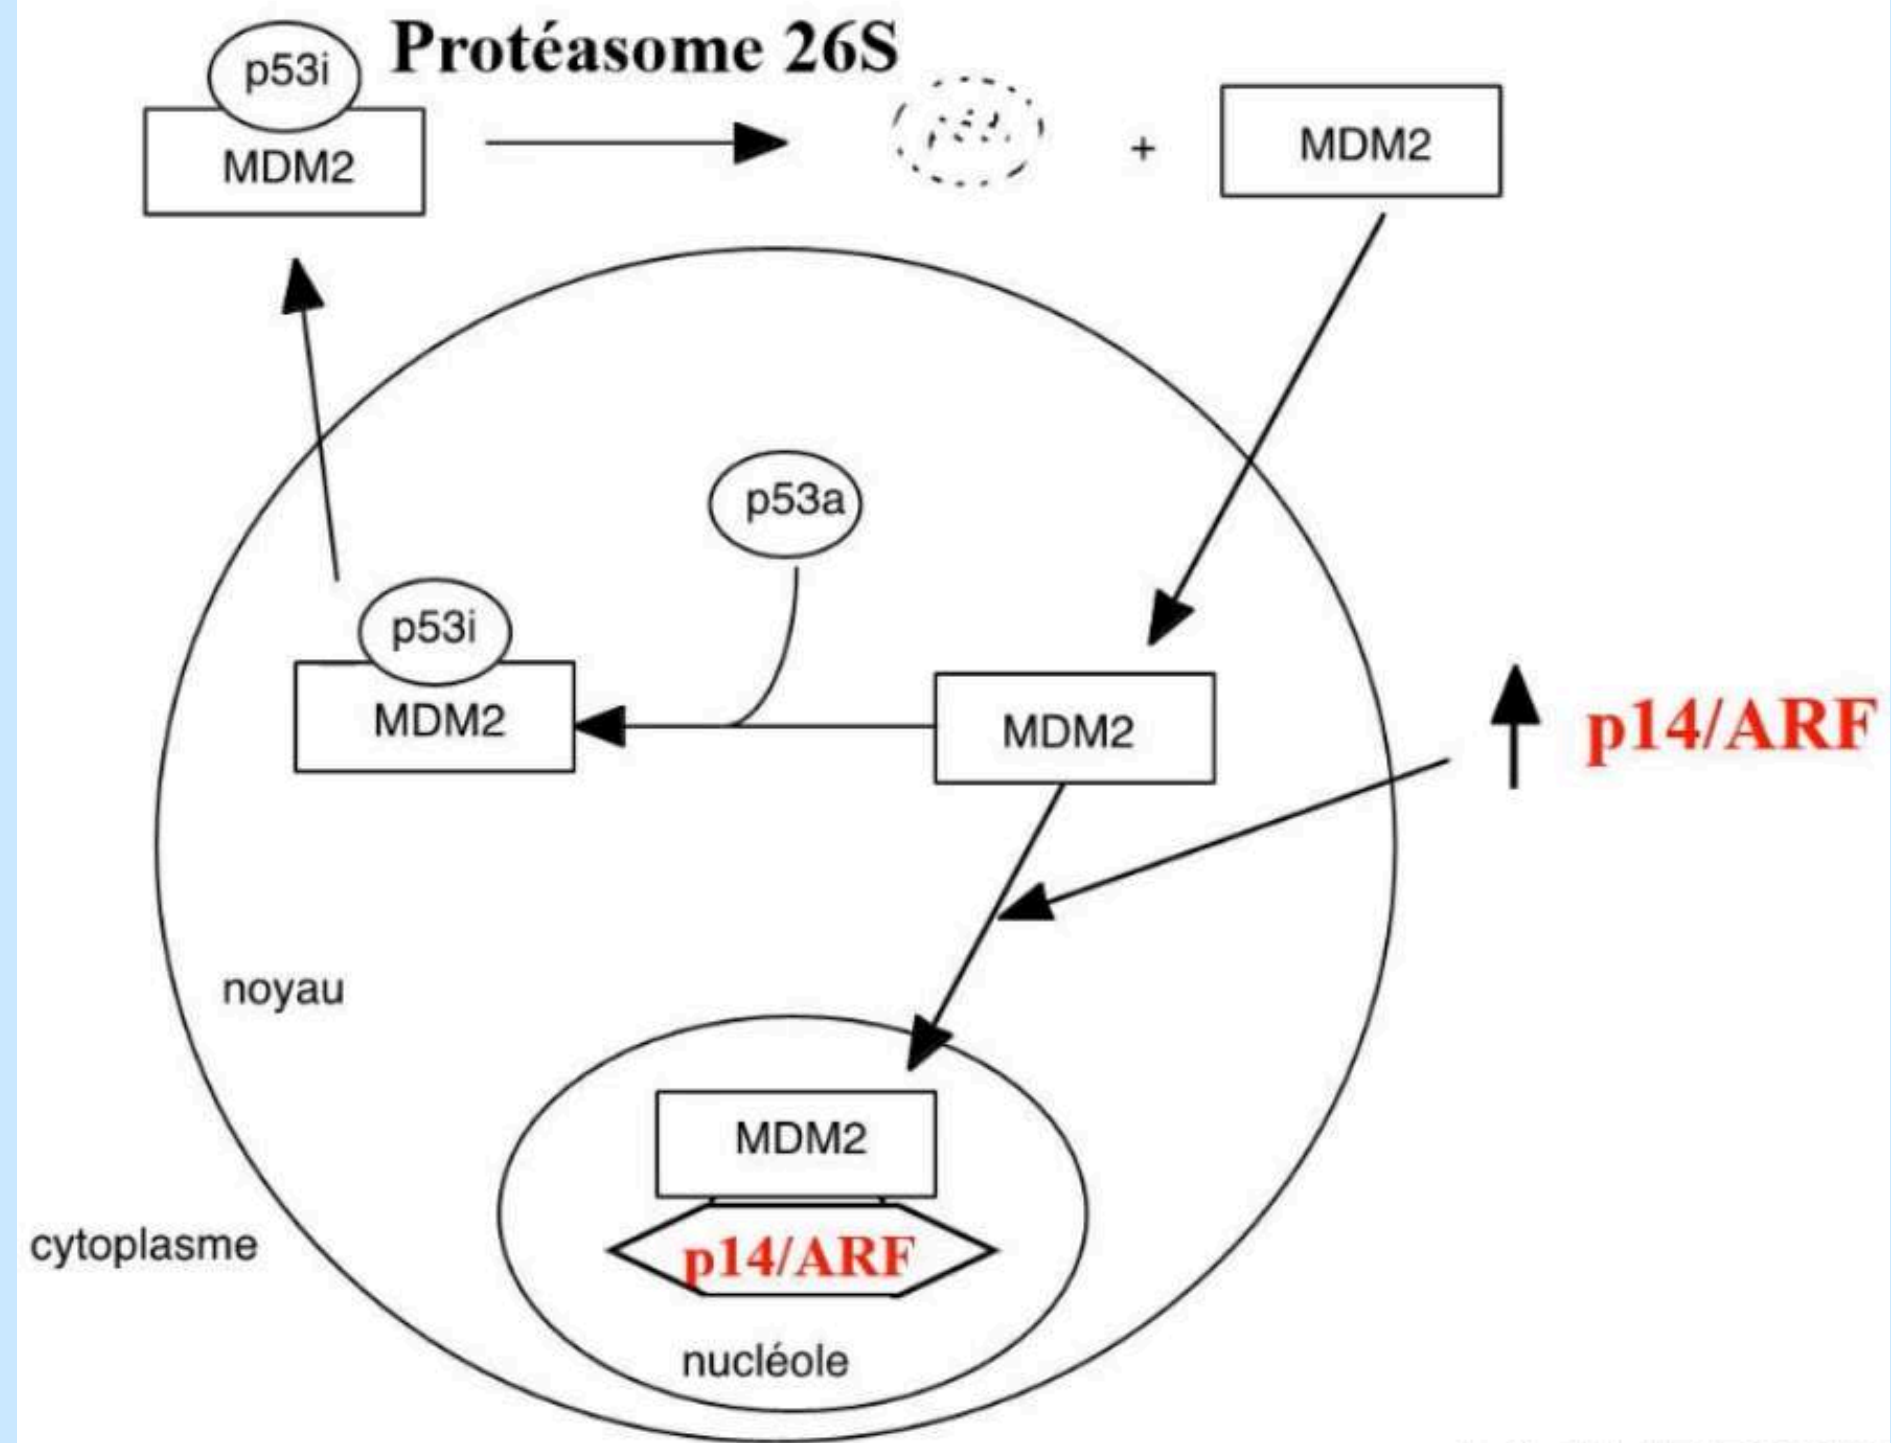 p53i
Protéasome 26S
MDM2
+
MDM2
p53a
p53i
MDM2
MDM2
p14/ARF
noyau
MDM2
cytoplasme
p14/ARF
nucléole